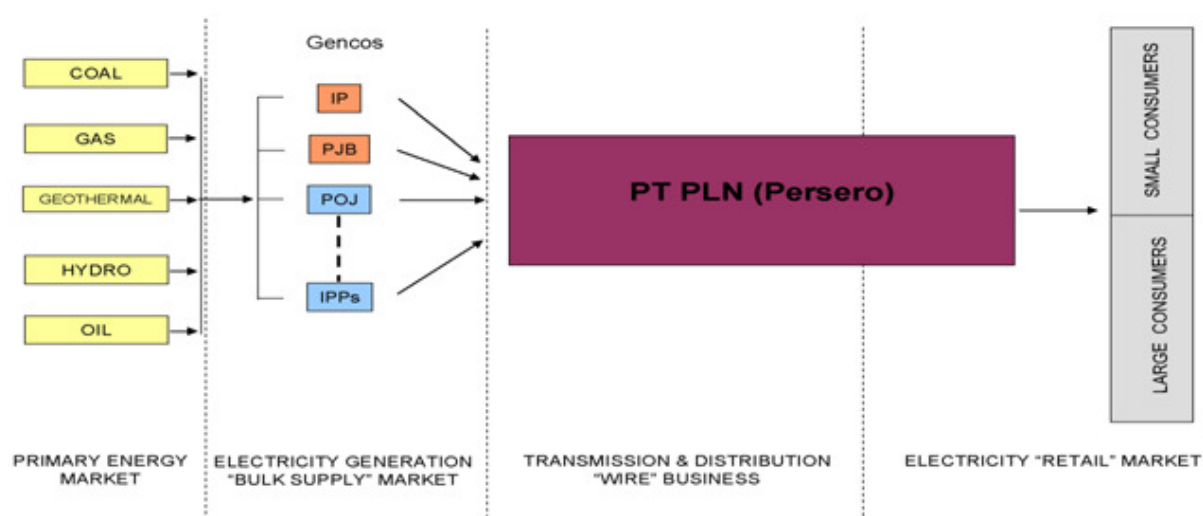 Gencos
COAL
GAS
GEOTHERMAL
HYDRO
OIL
IP
PJB
POJ
IPPs
PT PLN (Persero)
SMALL CONSUMERS
LARGE CONSUMERS
PRIMARY ENERGY
MARKET
ELECTRICITY GENERATION
"BULK SUPPLY" MARKET
TRANSMISSION & DISTRIBUTION
"WIRE" BUSINESS
ELECTRICITY "RETAIL" MARKET